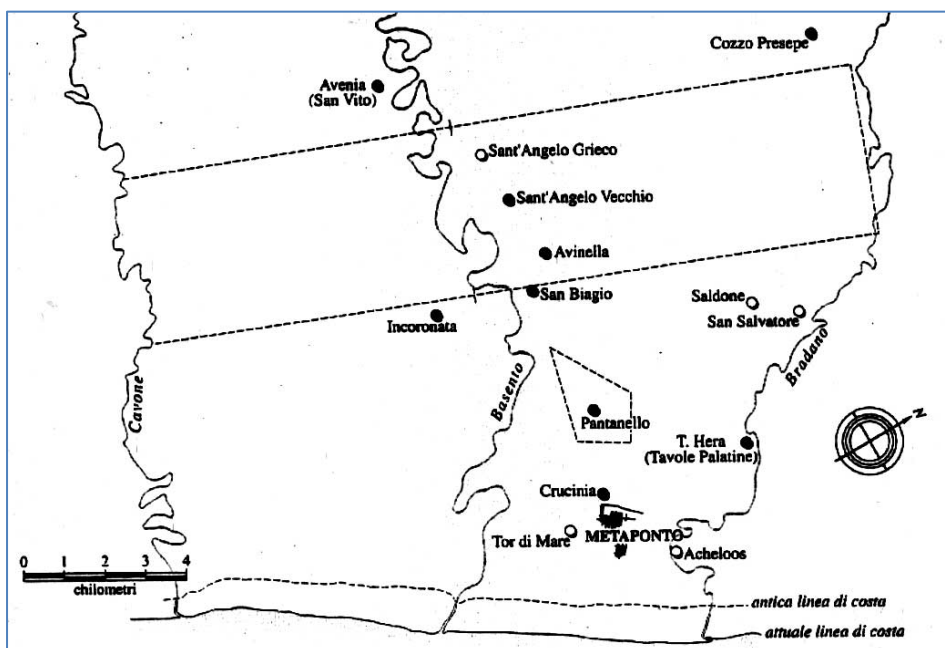 Cozzo Presepe
Avenia
(San Vito)
Sant'Angelo Grieco
Sant'Angelo Vecchio
Avinella
San Biagio
Saldone
San Salvatore
Incoronata
Bradano
Cavone
Basento
Pantanello
N
T. Hera
(Tavole Palatine)
Crucinia
Tor di Mare
METAPONTO
Acheloos
0 1 2 3 4
chilometri
antica linea di costa
attuale linea di costa